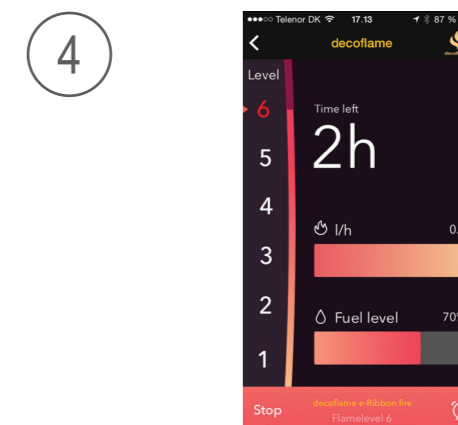 4
Telenor DK 17.13 87 %
decoflame
Level
6
Time left
2h
5
4
l/h
0.
3
2
Fuel level
70%
1
Stop
decoflame e-Ribbon fire
Flamelevel 6